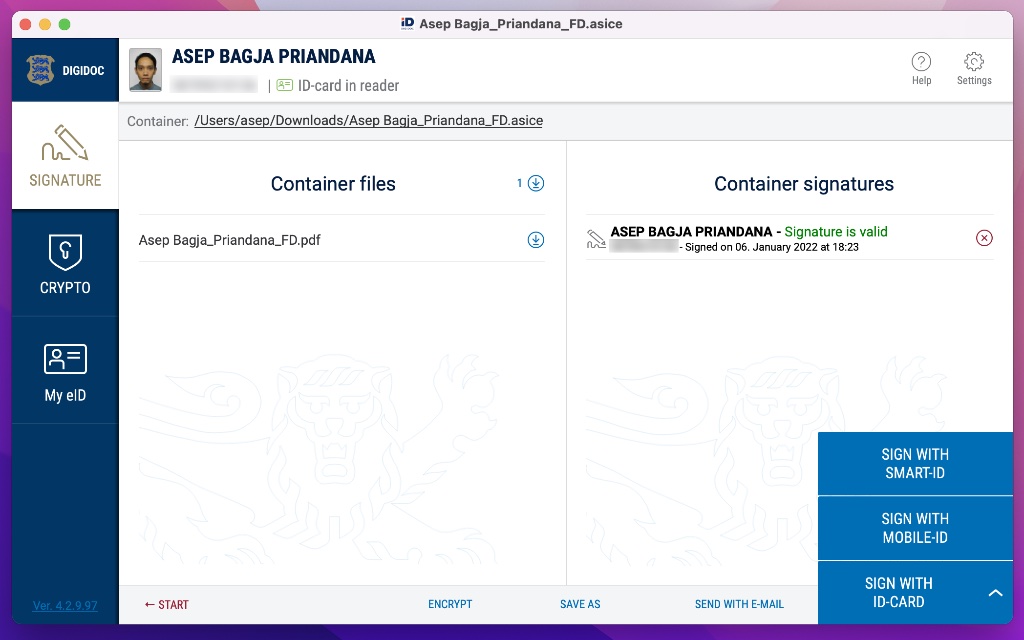 Asep Bagja_Priandana_FD.asice
DIGIDOC
ASEP BAGJA PRIANDANA
| ID-card in reader
Help
Settings
Container: /Users/asep/Downloads/Asep Bagja_Priandana_FD.asice
SIGNATURE
CRYPTO
My eID
Ver. 4.2.9.97
Container files
1
Asep Bagja_Priandana_FD.pdf
Container signatures
ASEP BAGJA PRIANDANA - Signature is valid
- Signed on 06. January 2022 at 18:23
SIGN WITH
SMART-ID
SIGN WITH
MOBILE-ID
SIGN WITH
ID-CARD
← START
ENCRYPT
SAVE AS
SEND WITH E-MAIL